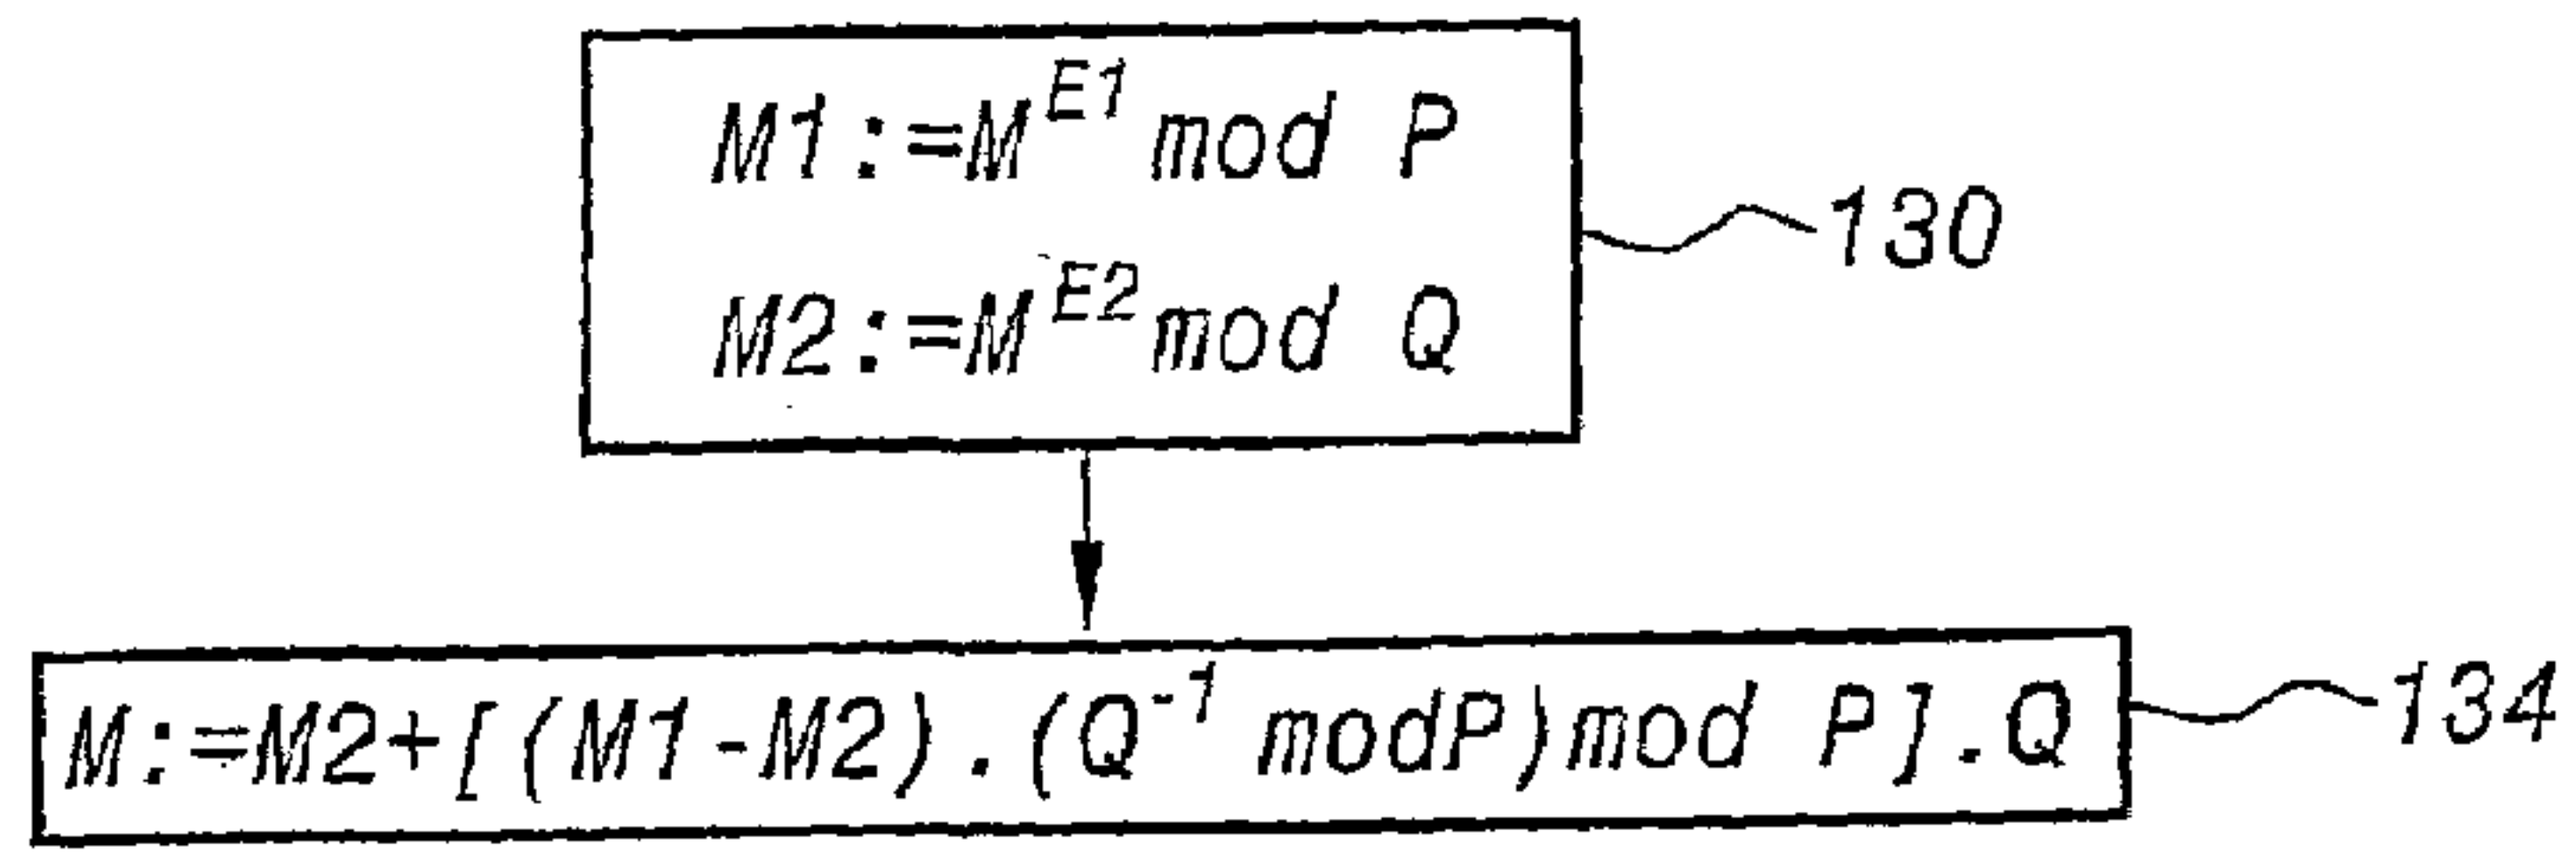 M1:=M^E1 mod P
130
M2:=M^E2 mod Q
M:=M2+[(M1-M2).(Q^-1 modP)mod P].Q
134